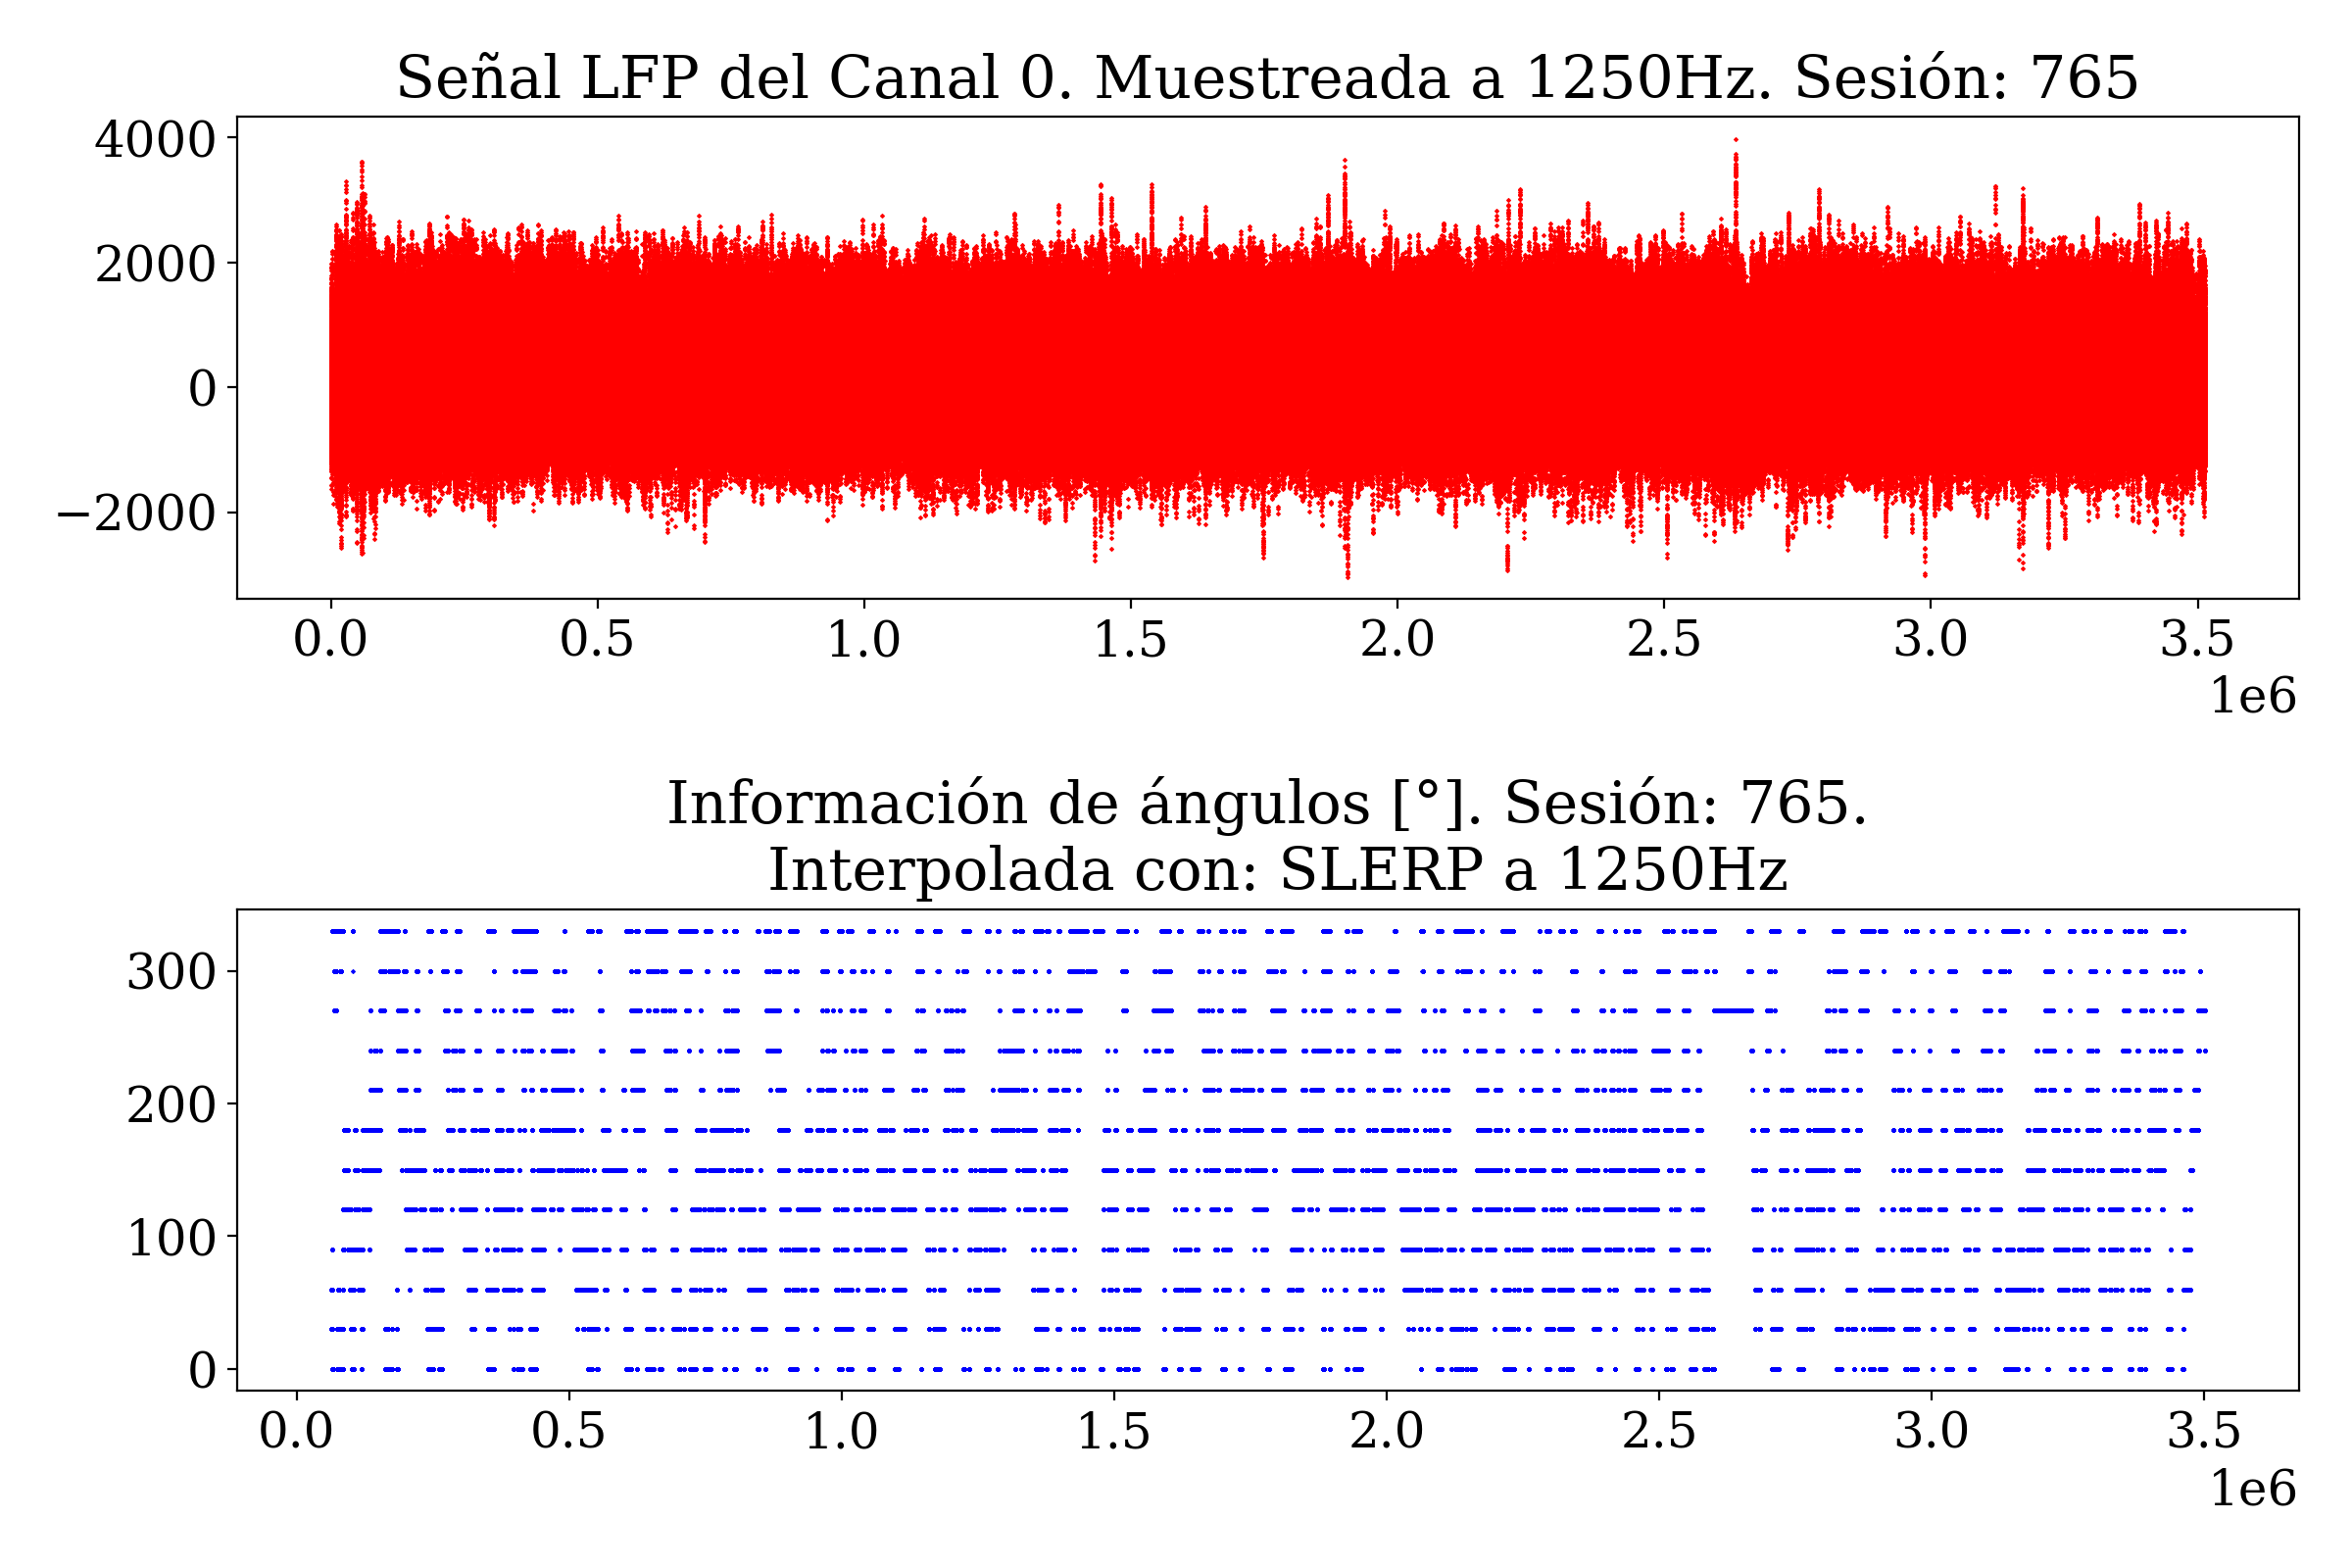 Señal LFP del Canal 0. Muestreada a 1250Hz. Sesión: 765
4000
2000
0
−2000
0.0 0.5 1.0 1.5 2.0 2.5 3.0 3.5
1e6
Información de ángulos [°]. Sesión: 765.
Interpolada con: SLERP a 1250Hz
300
200
100
0
0.0 0.5 1.0 1.5 2.0 2.5 3.0 3.5
1e6